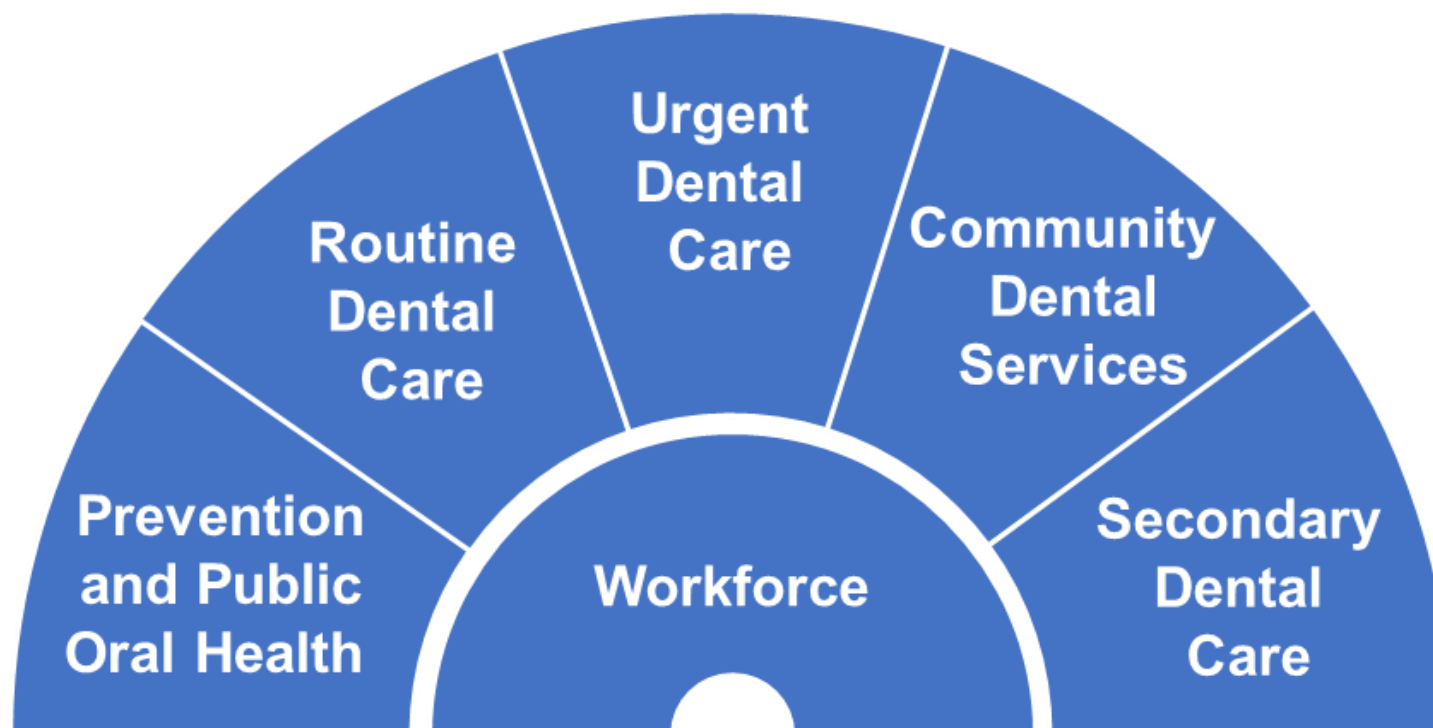 Prevention
and Public
Oral Health
Routine
Dental
Care
Urgent
Dental
Care
Community
Dental
Services
Secondary
Dental
Care
Workforce